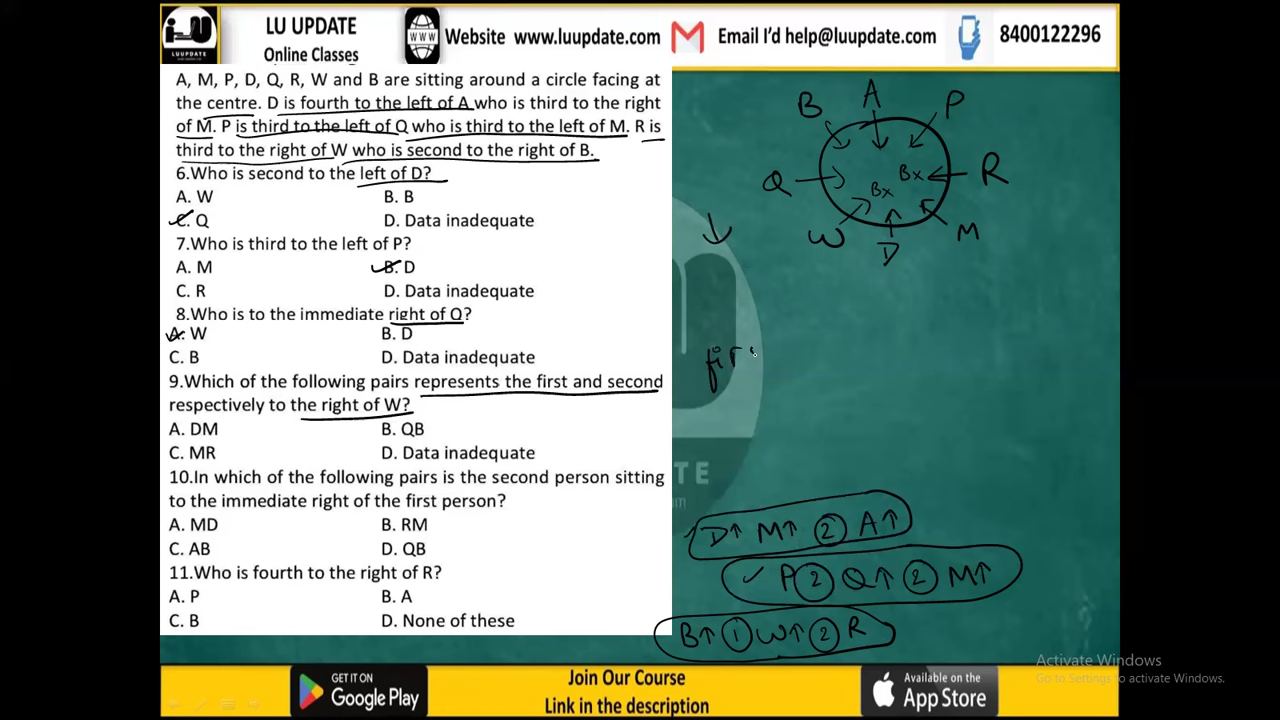 LU UPDATE
Online Classes
LUUPDATE
WWW
Website www.luupdate.com
Email I’d help@luupdate.com
8400122296
A, M, P, D, Q, R, W and B are sitting around a circle facing at
the centre. D is fourth to the left of A who is third to the right
of M. P is third to the left of Q who is third to the left of M. R is
third to the right of W who is second to the right of B.
6.Who is second to the left of D?
A. W B. B
C. Q D. Data inadequate
7.Who is third to the left of P?
A. M B. D
C. R D. Data inadequate
8.Who is to the immediate right of Q?
A. W B. D
C. B D. Data inadequate
9.Which of the following pairs represents the first and second
respectively to the right of W?
A. DM B. QB
C. MR D. Data inadequate
10.In which of the following pairs is the second person sitting
to the immediate right of the first person?
A. MD B. RM
C. AB D. QB
11.Who is fourth to the right of R?
A. P B. A
C. B D. None of these
B A P
Q Bx Bx R
W D M
fir
TE
m
D↑ M↑ 2 A↑
✓ P 2 Q↑ 2 M↑
B↑ 1 W↑ 2 R
Activate Windows
Go to Settings to activate Windows.
GET IT ON
Google Play
Join Our Course
Link in the description
Available on the
App Store